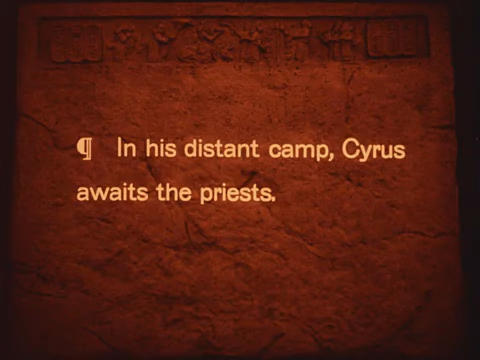 ¶ In his distant camp, Cyrus
awaits the priests.